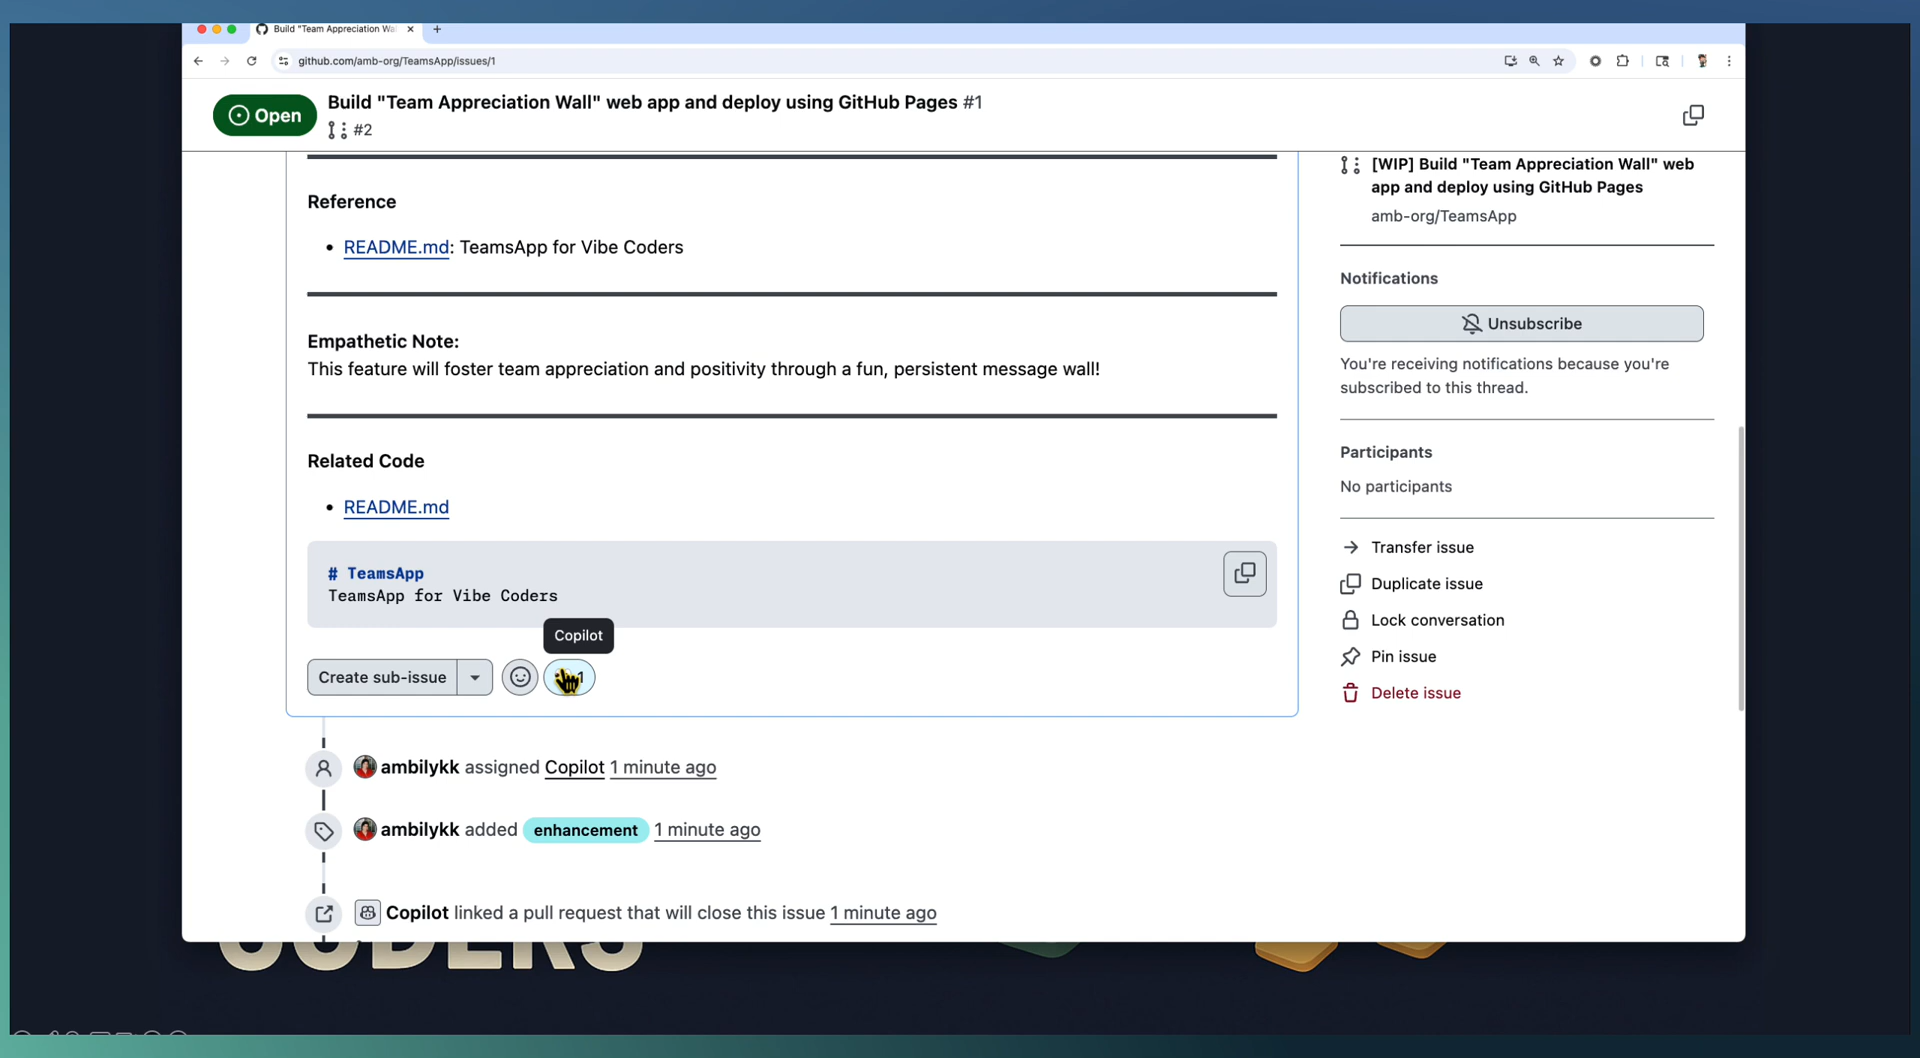 Build "Team Appreciation Wa
github.com/amb-org/TeamsApp/issues/1
Open
Build "Team Appreciation Wall" web app and deploy using GitHub Pages #1
#2
Reference
README.md: TeamsApp for Vibe Coders
Empathetic Note:
This feature will foster team appreciation and positivity through a fun, persistent message wall!
Related Code
README.md
# TeamsApp
TeamsApp for Vibe Coders
Copilot
Create sub-issue
1
ambilykk assigned Copilot 1 minute ago
ambilykk added enhancement 1 minute ago
Copilot linked a pull request that will close this issue 1 minute ago
[WIP] Build "Team Appreciation Wall" web
app and deploy using GitHub Pages
amb-org/TeamsApp
Notifications
Unsubscribe
You're receiving notifications because you're
subscribed to this thread.
Participants
No participants
Transfer issue
Duplicate issue
Lock conversation
Pin issue
Delete issue
CODERS